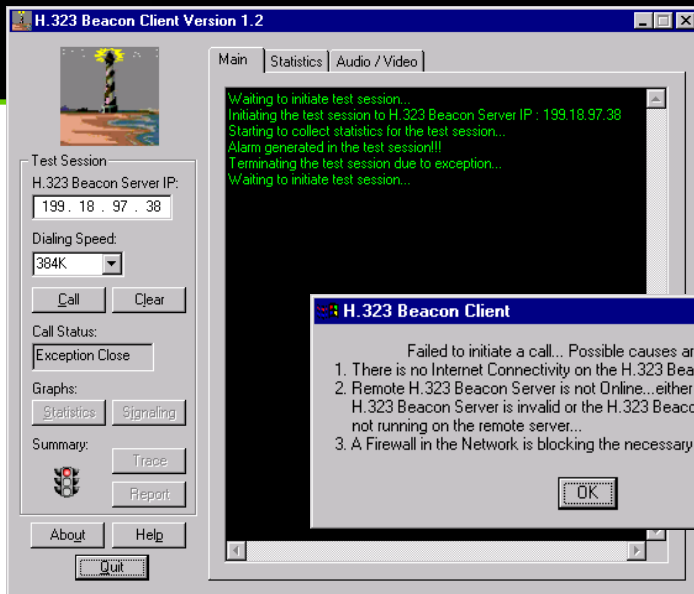 H.323 Beacon Client Version 1.2
Main Statistics Audio / Video
Waiting to initiate test session...
Initiating the test session to H.323 Beacon Server IP : 199.18.97.38
Starting to collect statistics for the test session...
Alarm generated in the test session!!!
Terminating the test session due to exception...
Waiting to initiate test session...
Test Session
H.323 Beacon Server IP:
199 . 18 . 97 . 38
Dialing Speed:
384K
Call Clear
Call Status:
Exception Close
Graphs:
Statistics Signaling
Summary:
Trace
Report
About Help
Quit
H.323 Beacon Client
Failed to initiate a call... Possible causes ar
1. There is no Internet Connectivity on the H.323 Bea
2. Remote H.323 Beacon Server is not Online...either
H.323 Beacon Server is invalid or the H.323 Beaco
not running on the remote server...
3. A Firewall in the Network is blocking the necessary
OK